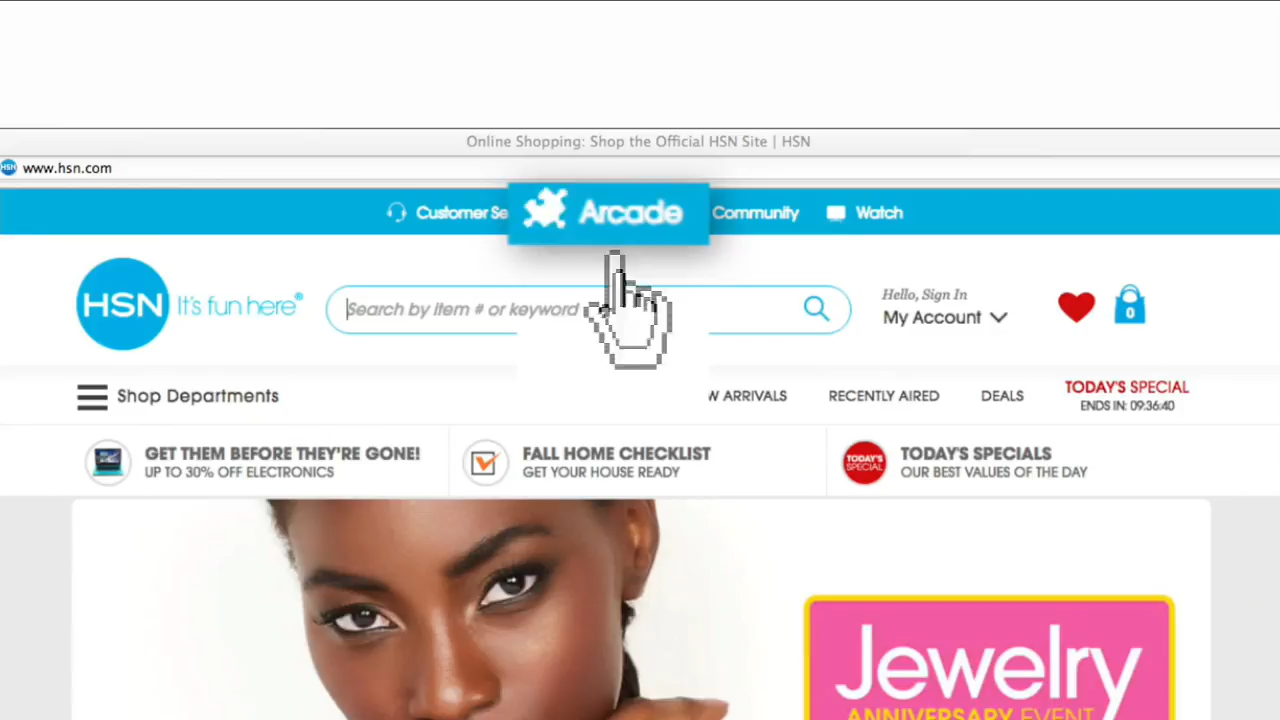 Online Shopping: Shop the Official HSN Site | HSN
HSN www.hsn.com
Customer Se Arcade Community Watch
HSN It's fun here®
Search by item # or keyword
Hello, Sign In
My Account
0
Shop Departments
W ARRIVALS RECENTLY AIRED DEALS
TODAY'S SPECIAL
ENDS IN: 09:36:40
GET THEM BEFORE THEY'RE GONE!
UP TO 30% OFF ELECTRONICS
FALL HOME CHECKLIST
GET YOUR HOUSE READY
TODAY'S SPECIAL
TODAY'S SPECIALS
OUR BEST VALUES OF THE DAY
Jewelry
ANNIVERSARY EVENT